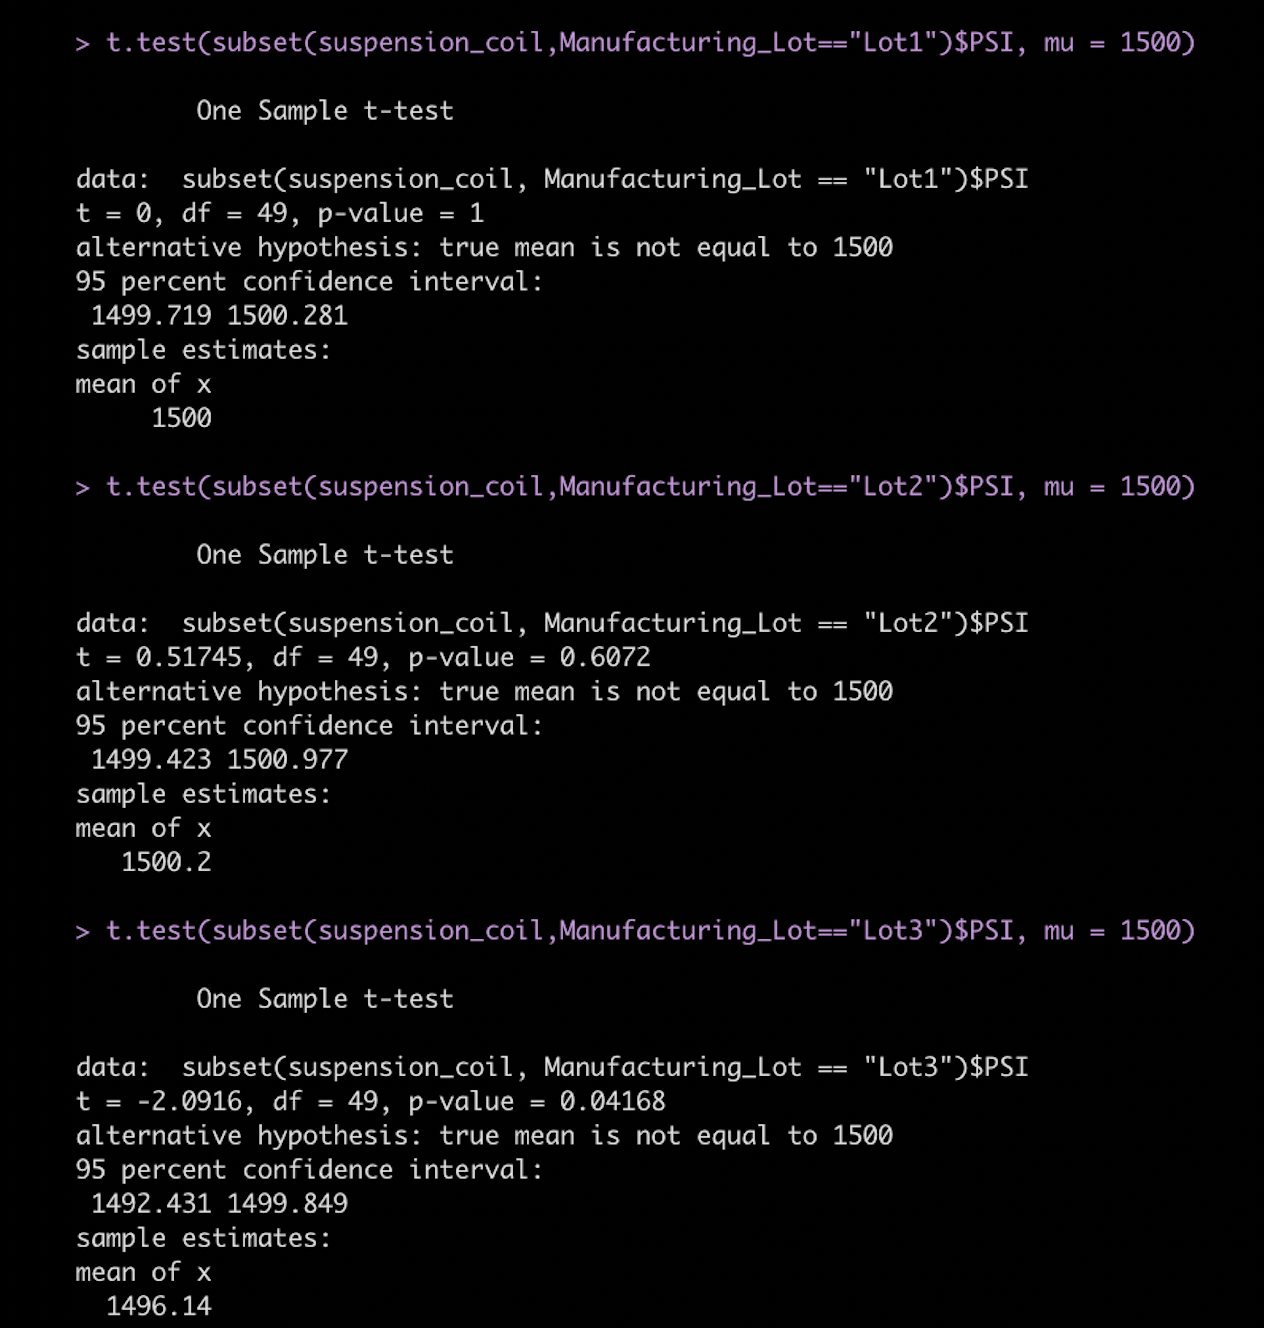 > t.test(subset(suspension_coil,Manufacturing_Lot=="Lot1")$PSI, mu = 1500)
One Sample t-test
data:  subset(suspension_coil, Manufacturing_Lot == "Lot1")$PSI
t = 0, df = 49, p-value = 1
alternative hypothesis: true mean is not equal to 1500
95 percent confidence interval:
1499.719 1500.281
sample estimates:
mean of x
1500
> t.test(subset(suspension_coil,Manufacturing_Lot=="Lot2")$PSI, mu = 1500)
One Sample t-test
data:  subset(suspension_coil, Manufacturing_Lot == "Lot2")$PSI
t = 0.51745, df = 49, p-value = 0.6072
alternative hypothesis: true mean is not equal to 1500
95 percent confidence interval:
1499.423 1500.977
sample estimates:
mean of x
1500.2
> t.test(subset(suspension_coil,Manufacturing_Lot=="Lot3")$PSI, mu = 1500)
One Sample t-test
data:  subset(suspension_coil, Manufacturing_Lot == "Lot3")$PSI
t = -2.0916, df = 49, p-value = 0.04168
alternative hypothesis: true mean is not equal to 1500
95 percent confidence interval:
1492.431 1499.849
sample estimates:
mean of x
1496.14